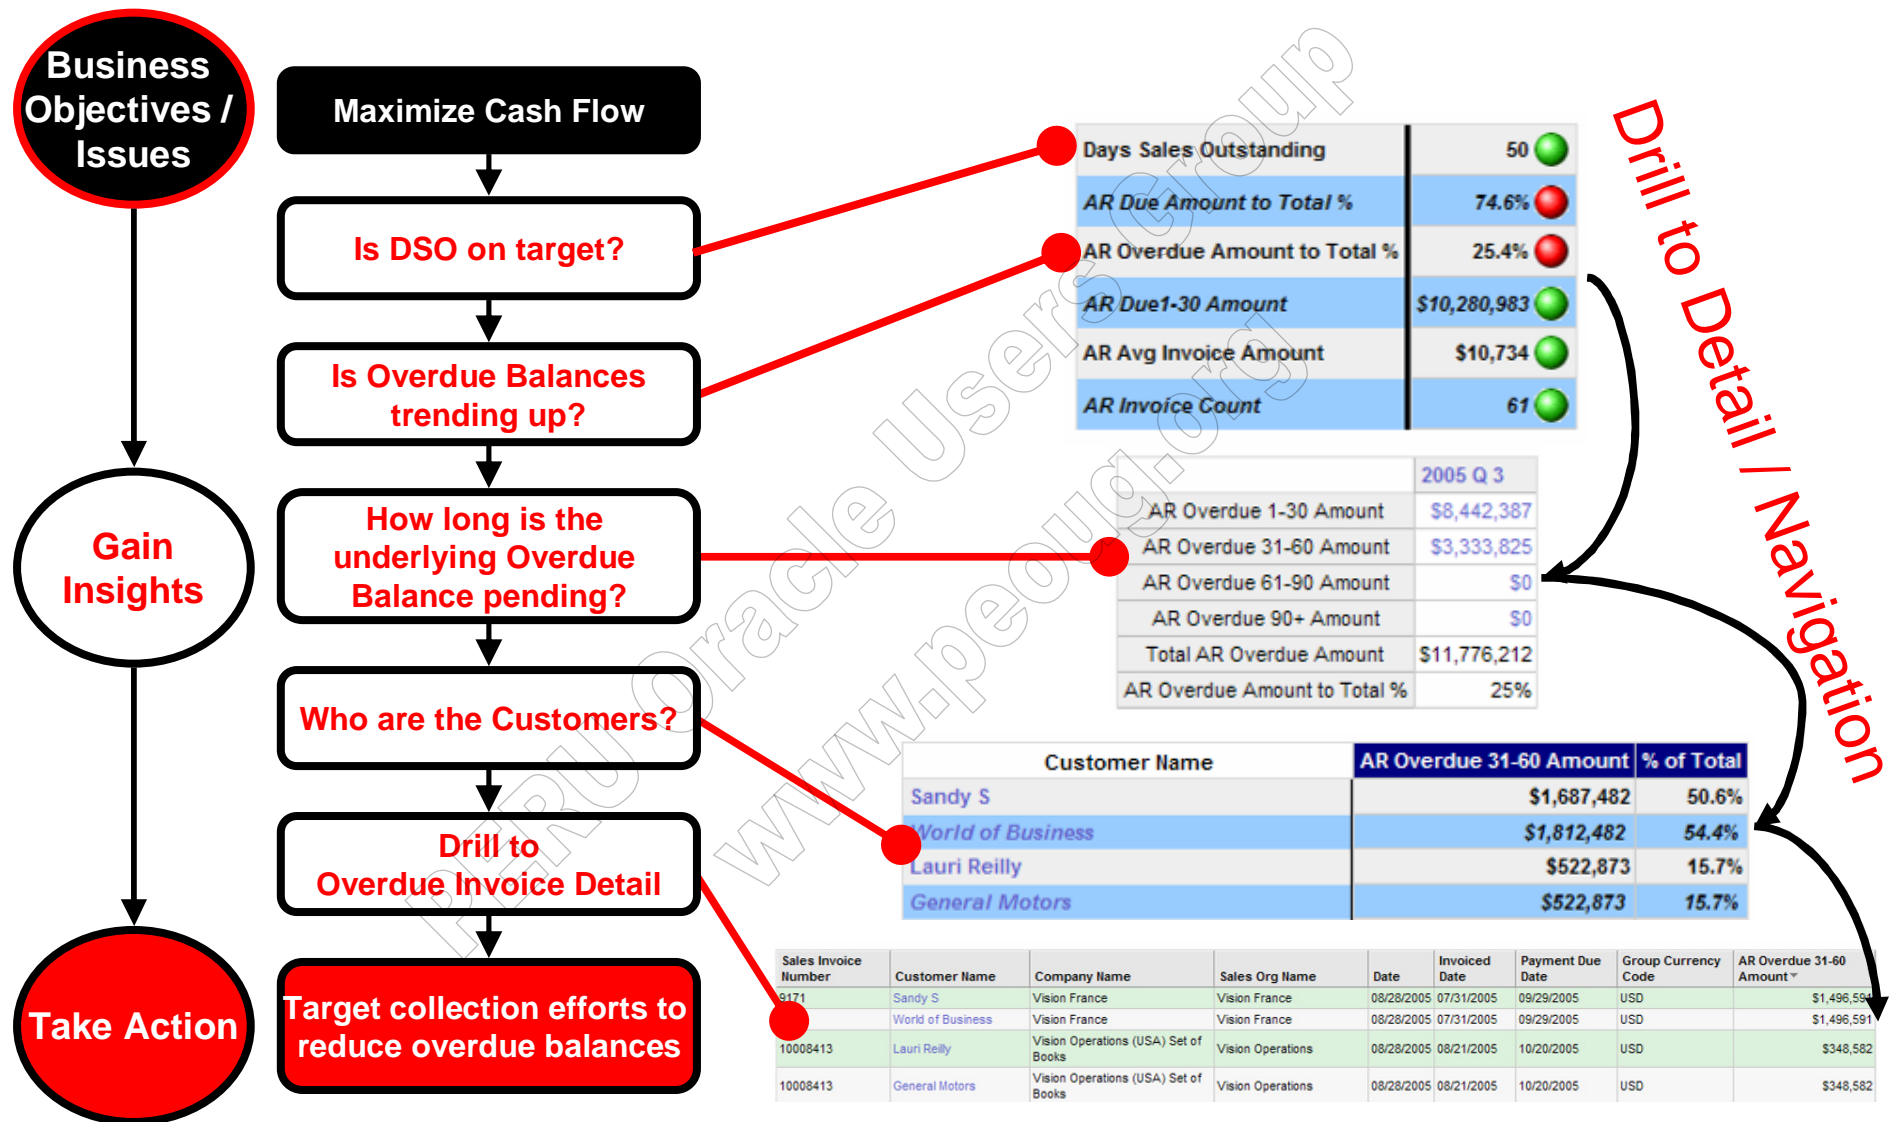 Business
Objectives /
Issues
Gain
Insights
Take Action
Maximize Cash Flow
Is DSO on target?
Is Overdue Balances
trending up?
How long is the
underlying Overdue
Balance pending?
Who are the Customers?
Drill to
Overdue Invoice Detail
Target collection efforts to
reduce overdue balances
Days Sales Outstanding 50
AR Due Amount to Total % 74.6%
AR Overdue Amount to Total % 25.4%
AR Due1-30 Amount $10,280,983
AR Avg Invoice Amount $10,734
AR Invoice Count 61
2005 Q 3
AR Overdue 1-30 Amount $8,442,387
AR Overdue 31-60 Amount $3,333,825
AR Overdue 61-90 Amount $0
AR Overdue 90+ Amount $0
Total AR Overdue Amount $11,776,212
AR Overdue Amount to Total % 25%
Customer Name AR Overdue 31-60 Amount % of Total
Sandy S $1,687,482 50.6%
World of Business $1,812,482 54.4%
Lauri Reilly $522,873 15.7%
General Motors $522,873 15.7%
Sales Invoice Invoiced Payment Due Group Currency AR Overdue 31-60
Number Customer Name Company Name Sales Org Name Date Date Date Code Amount
9171 Sandy S Vision France Vision France 08/28/2005 07/31/2005 09/29/2005 USD $1,496,591
World of Business Vision France Vision France 08/28/2005 07/31/2005 09/29/2005 USD $1,496,591
10008413 Lauri Reilly Vision Operations (USA) Set of Vision Operations 08/28/2005 08/21/2005 10/20/2005 USD $348,582
Books
10008413 General Motors Vision Operations (USA) Set of Vision Operations 08/28/2005 08/21/2005 10/20/2005 USD $348,582
Books
Drill to Detail / Navigation
PERU Oracle Users Group
www.peoug.org